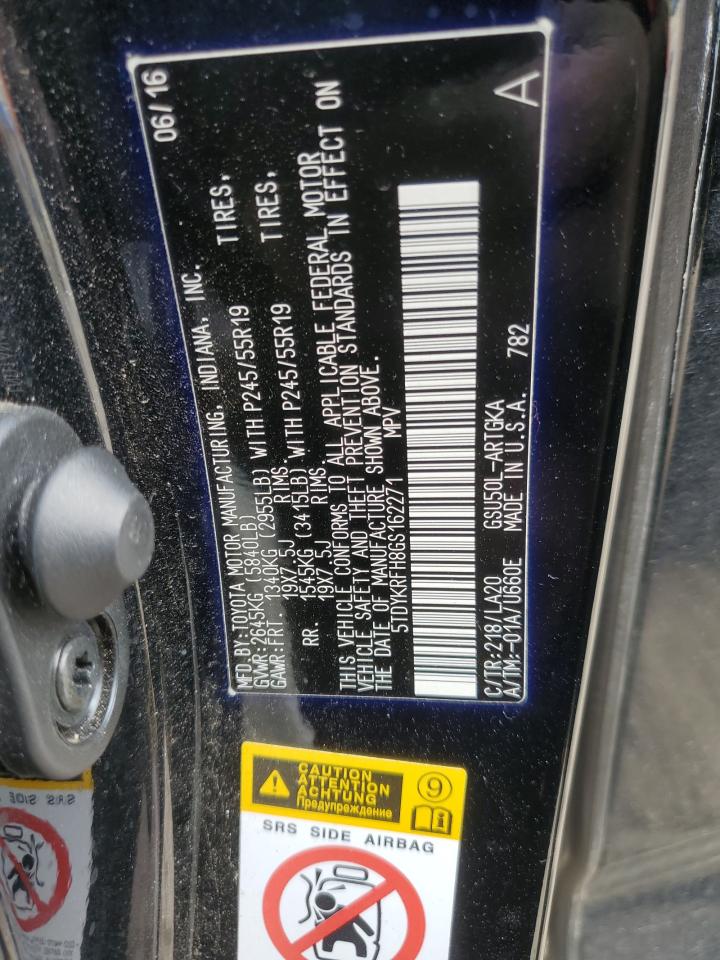 MFD.BY:TOYOTA MOTOR MANUFACTURING, INDIANA, INC. 06/16
GVWR:2645KG (5840LB)
GAWR:FRT 1340KG (2955LB) WITH P245/55R19 TIRES,
19X7.5J RIMS
RR. 1545KG (3415LB) WITH P245/55R19 TIRES,
19X7.5J RIMS
THIS VEHICLE CONFORMS TO ALL APPLICABLE FEDERAL MOTOR
VEHICLE SAFETY AND THEFT PREVENTION STANDARDS IN EFFECT ON
THE DATE OF MANUFACTURE SHOWN ABOVE.
5TDYKRFH8GS162271 MPV
C/TR:218/LA20 GSU50L-ARTGKA
A/TM:-01A/U660E MADE IN U.S.A. 782
A
CAUTION
ATTENTION
ACHTUNG
Предупреждение
9
SRS SIDE AIRBAG
SRS SIDE